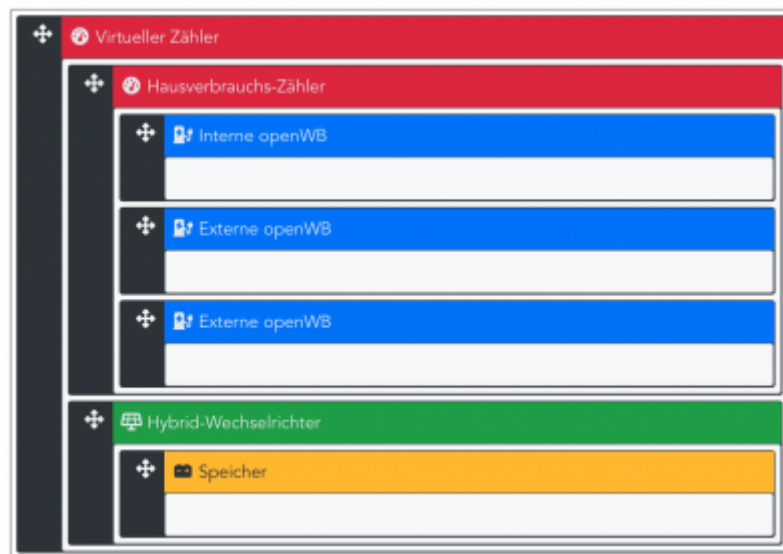 Virtueller Zähler
Hausverbrauchs-Zähler
Interne openWB
Externe openWB
Externe openWB
Hybrid-Wechselrichter
Speicher